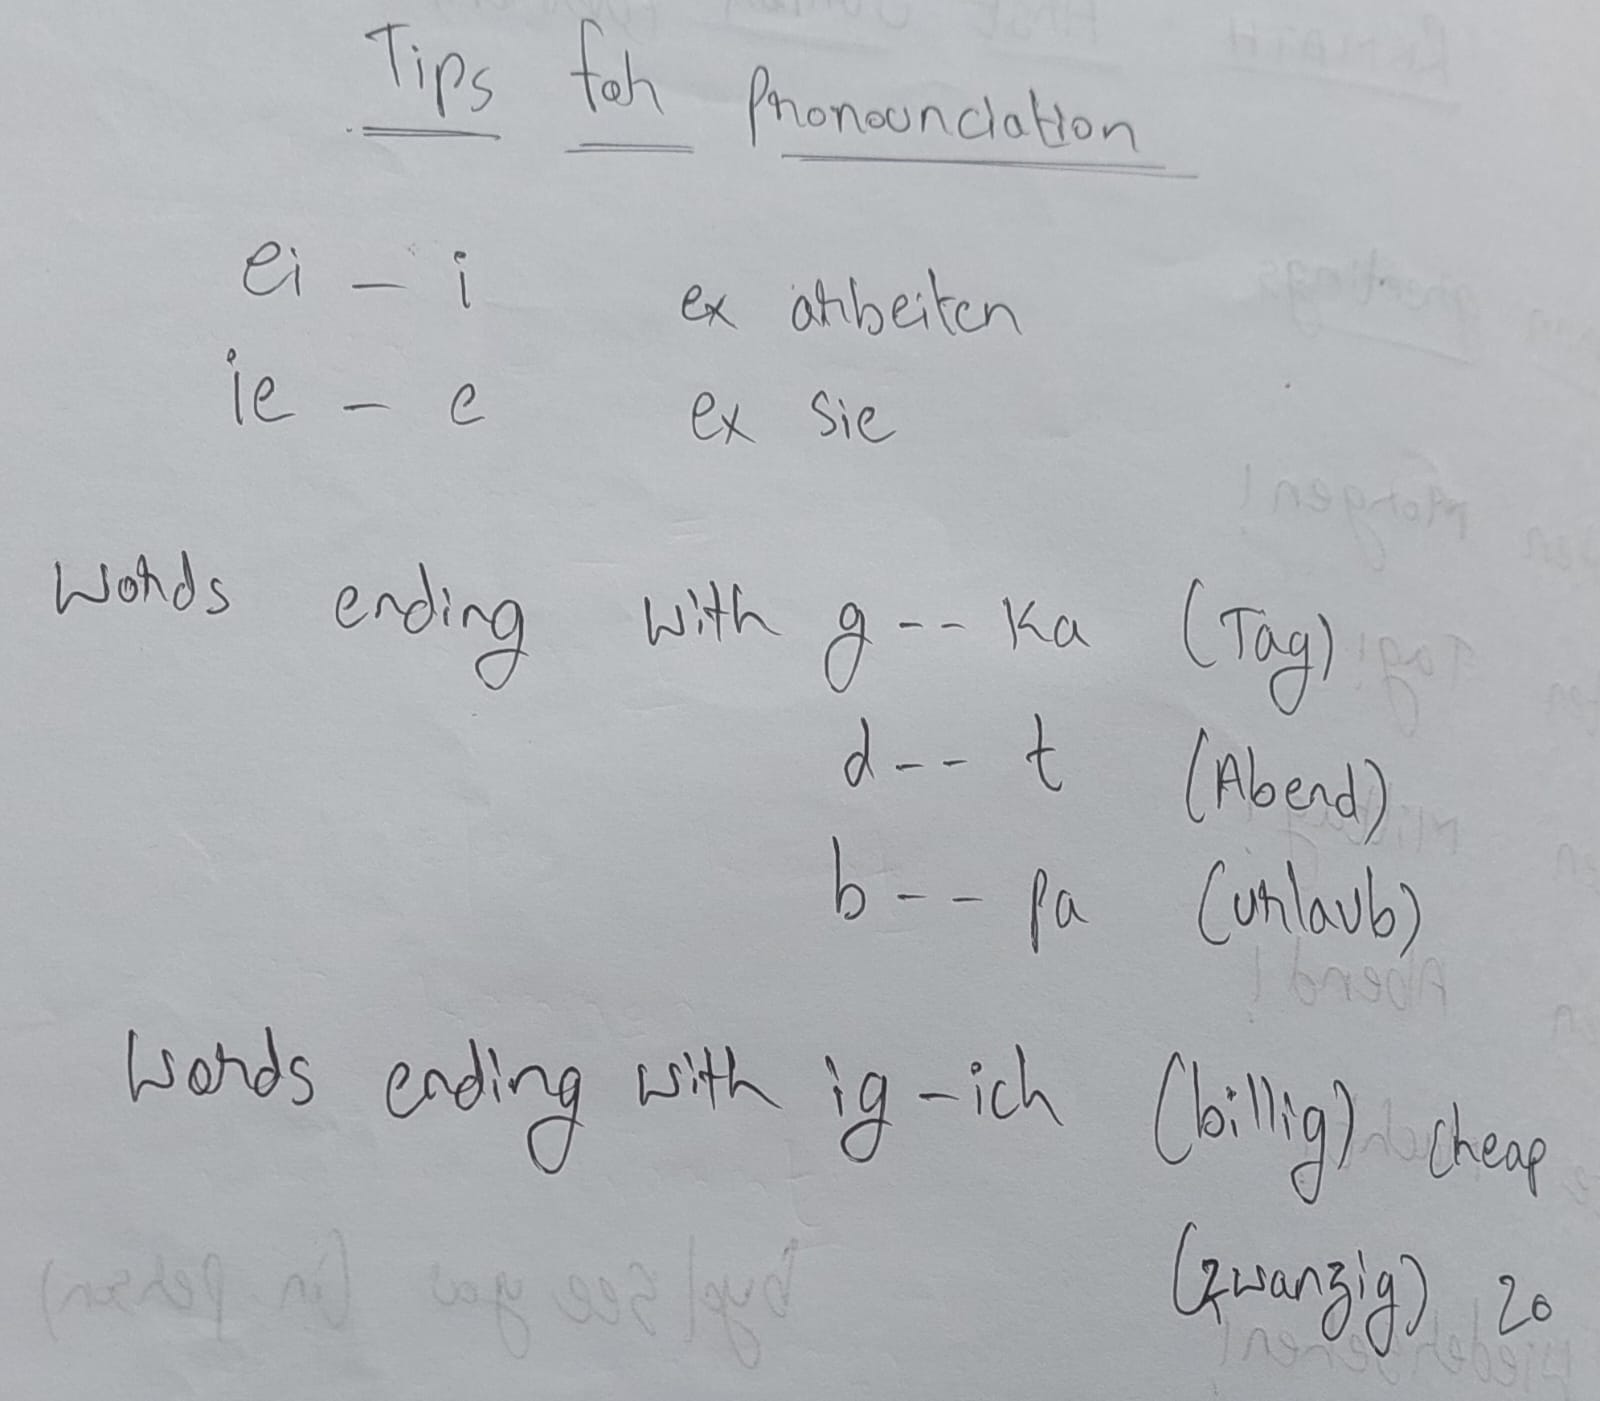 Tips for Pronounciation
ei - i ex arbeiten
ie - e ex sie
Words ending with g -- Ka (Tag)
d -- t (Abend)
b -- pa (urlaub)
Words ending with ig - ich (billig) cheap
(zwanzig) 20